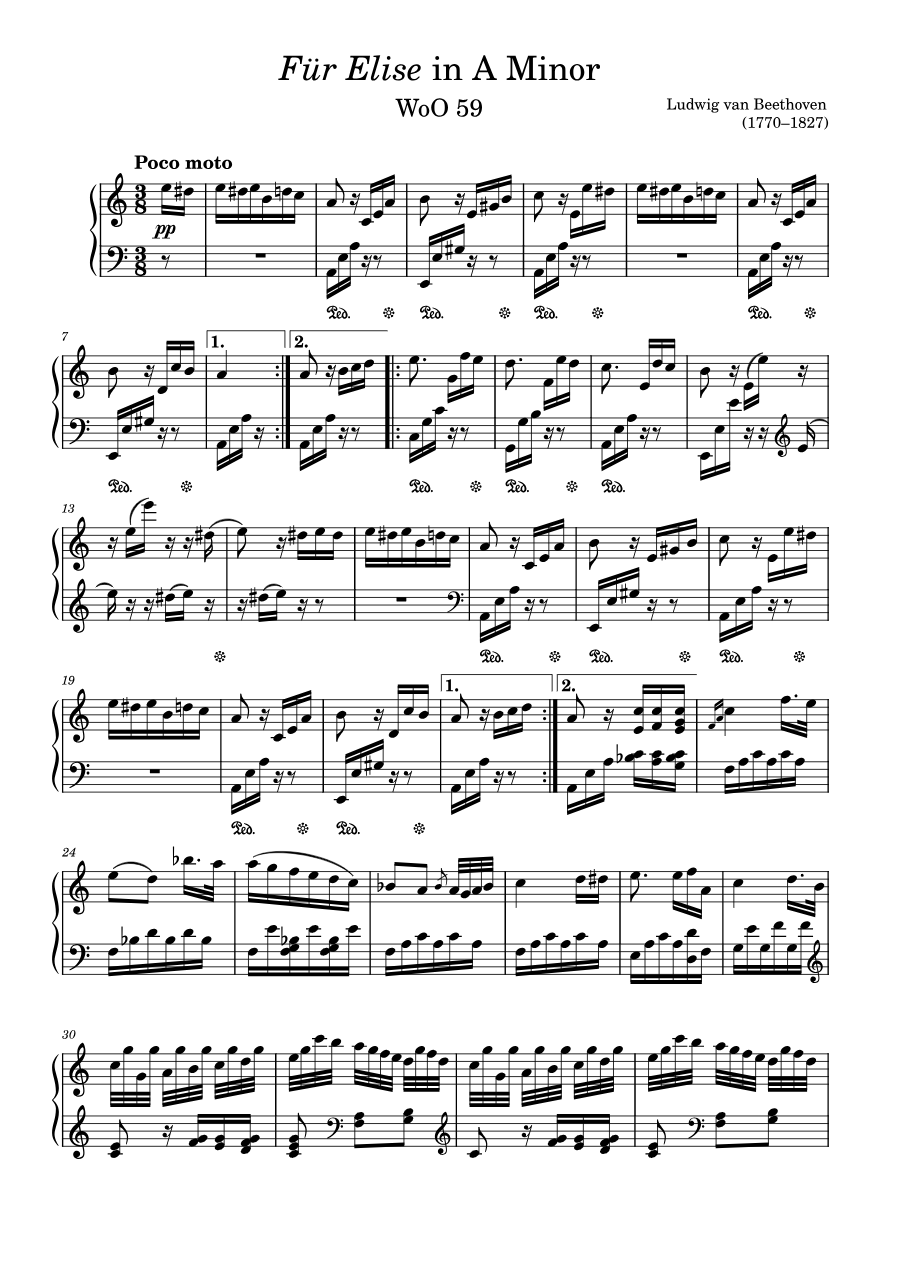 Für Elise in A Minor
WoO 59
Ludwig van Beethoven
(1770–1827)
Poco moto
3
8
pp
3
8
Ped. Ped. Ped. Ped.
7
1. 2.
Ped. Ped. Ped. Ped.
13
Ped. Ped. Ped.
19
1. 2.
Ped. Ped.
24
30